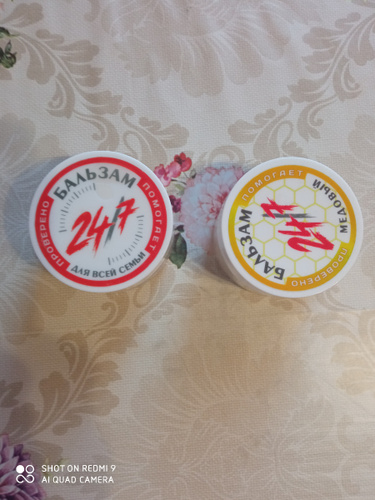 ПРОВЕРЕНО
ПОМОГАЕТ
БАЛЬЗАМ
24/7
ДЛЯ ВСЕЙ СЕМЬИ
ПОМОГАЕТ
ПРОВЕРЕНО
БАЛЬЗАМ
24/7
МЕДОВЫЙ
SHOT ON REDMI 9
AI QUAD CAMERA